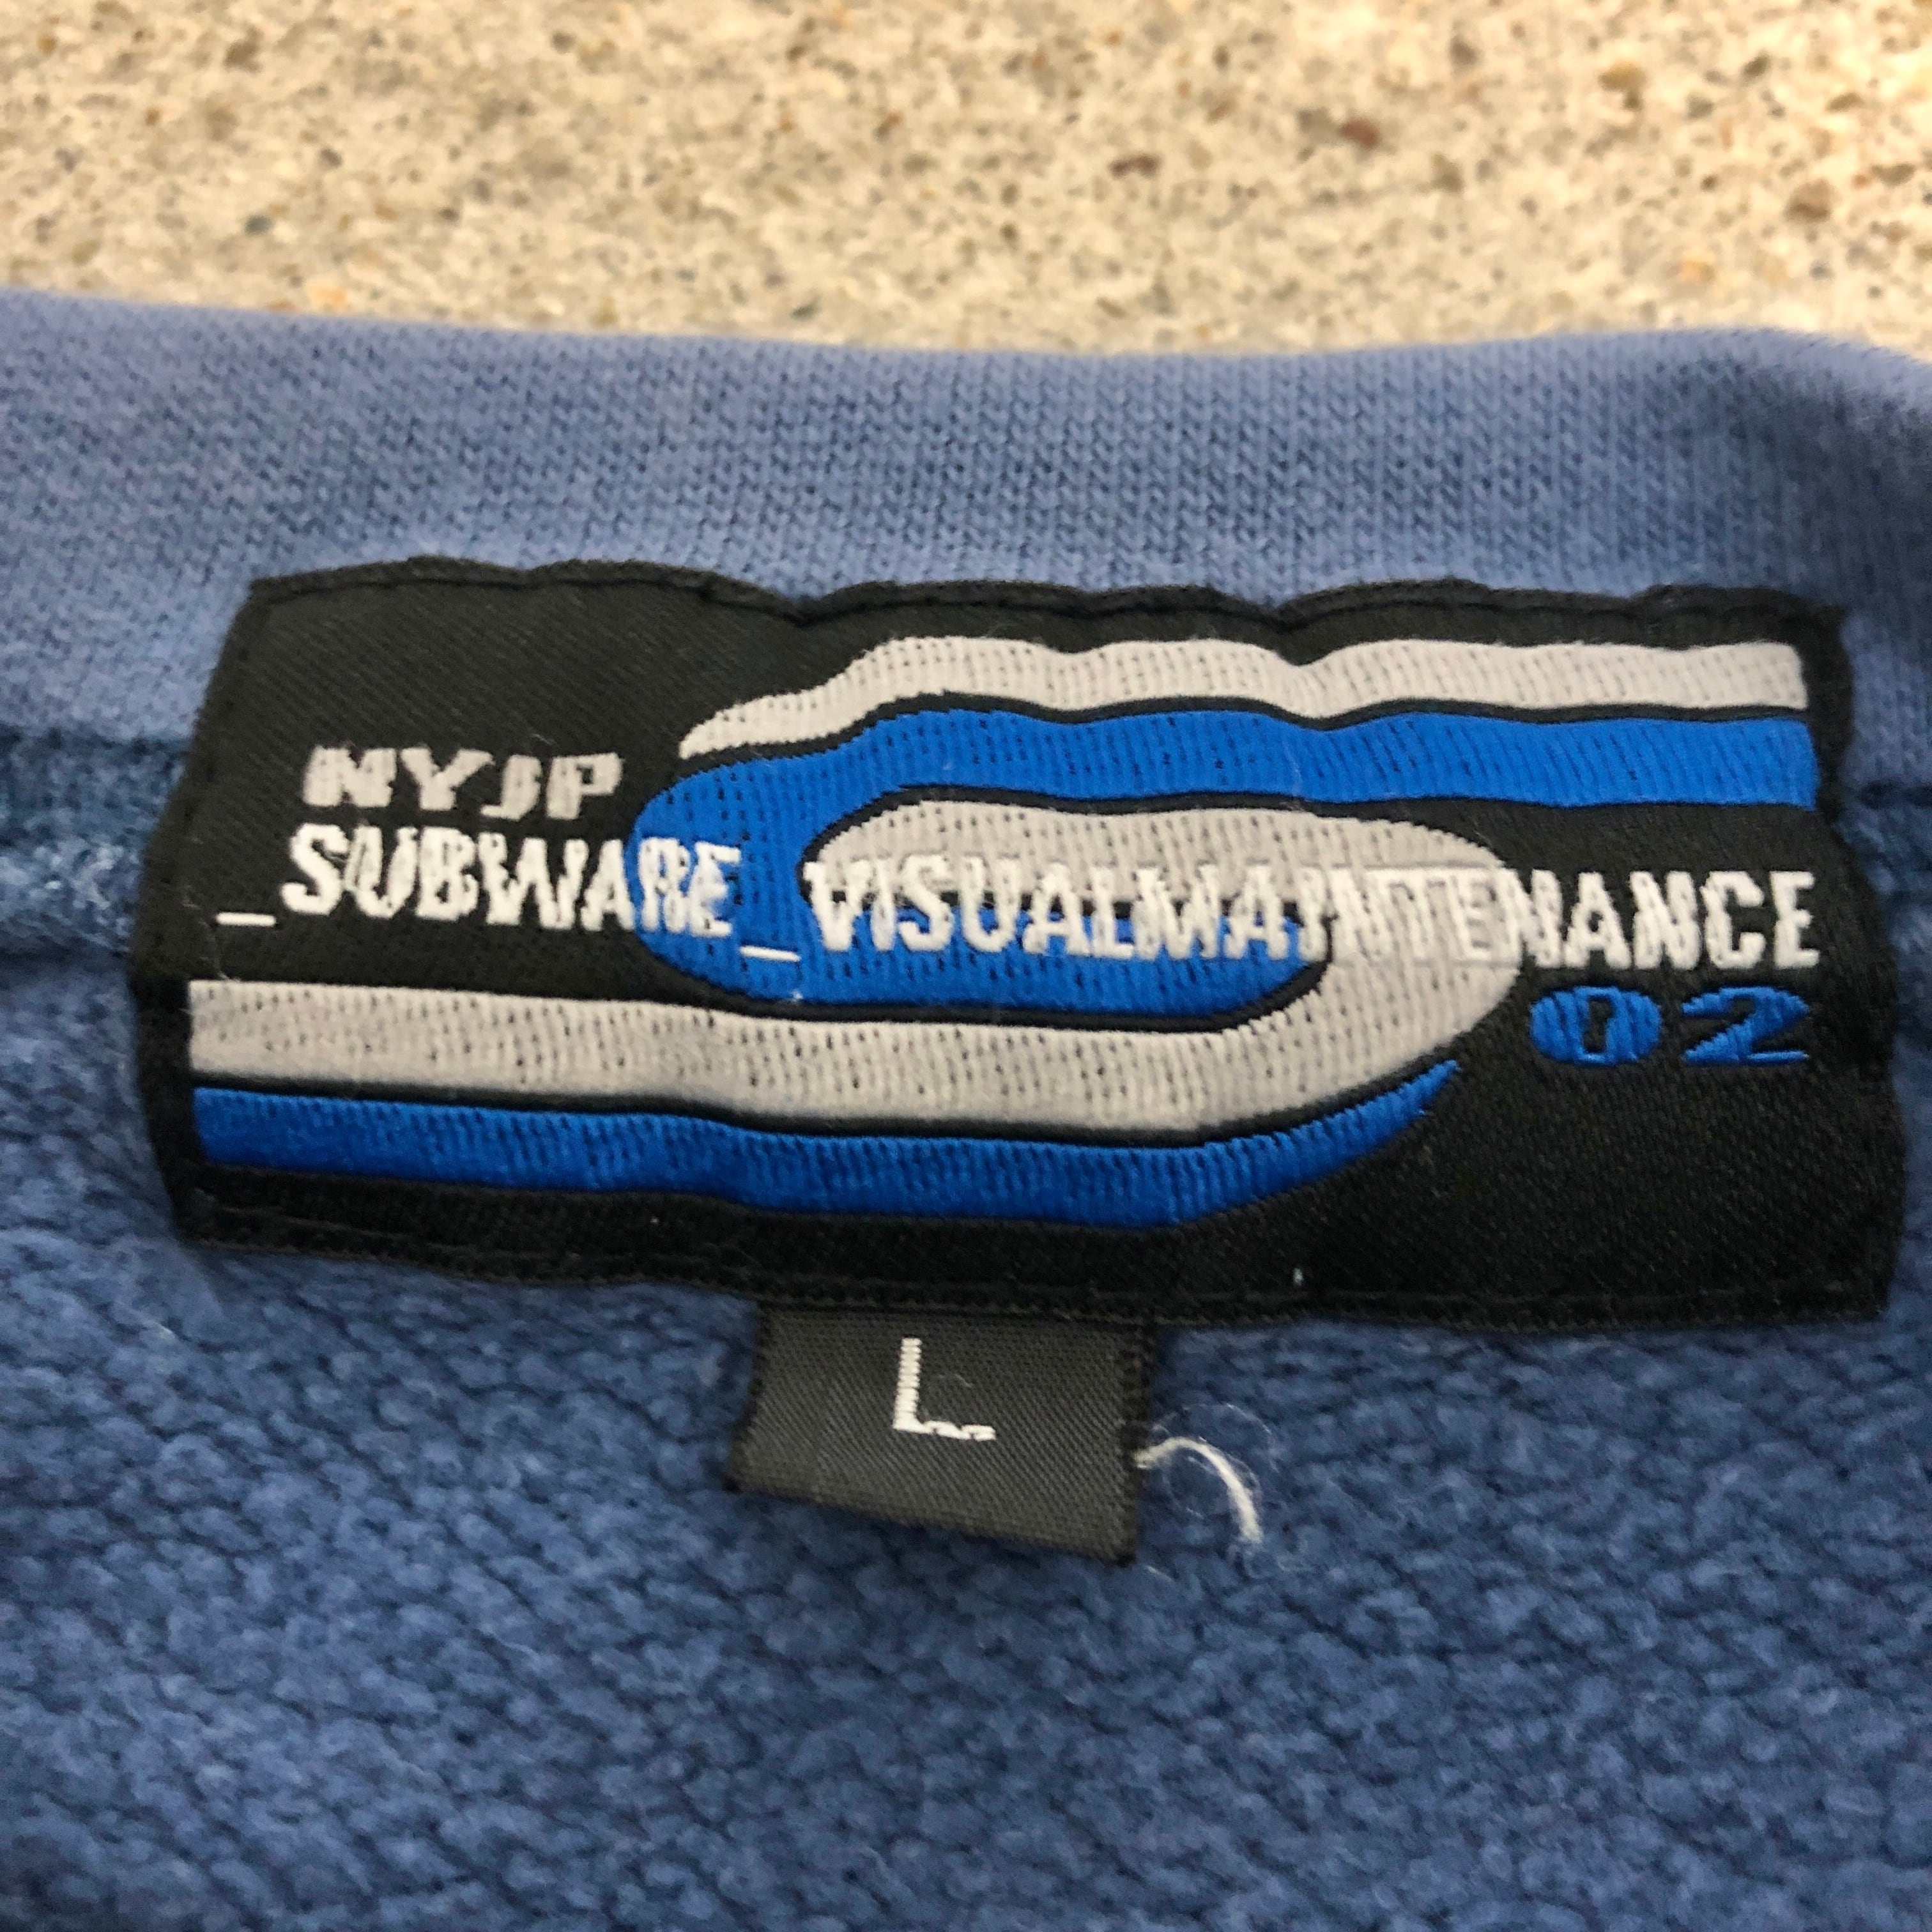 NYJP
_SUBWARE_VISUALMAINTENANCE
02
L